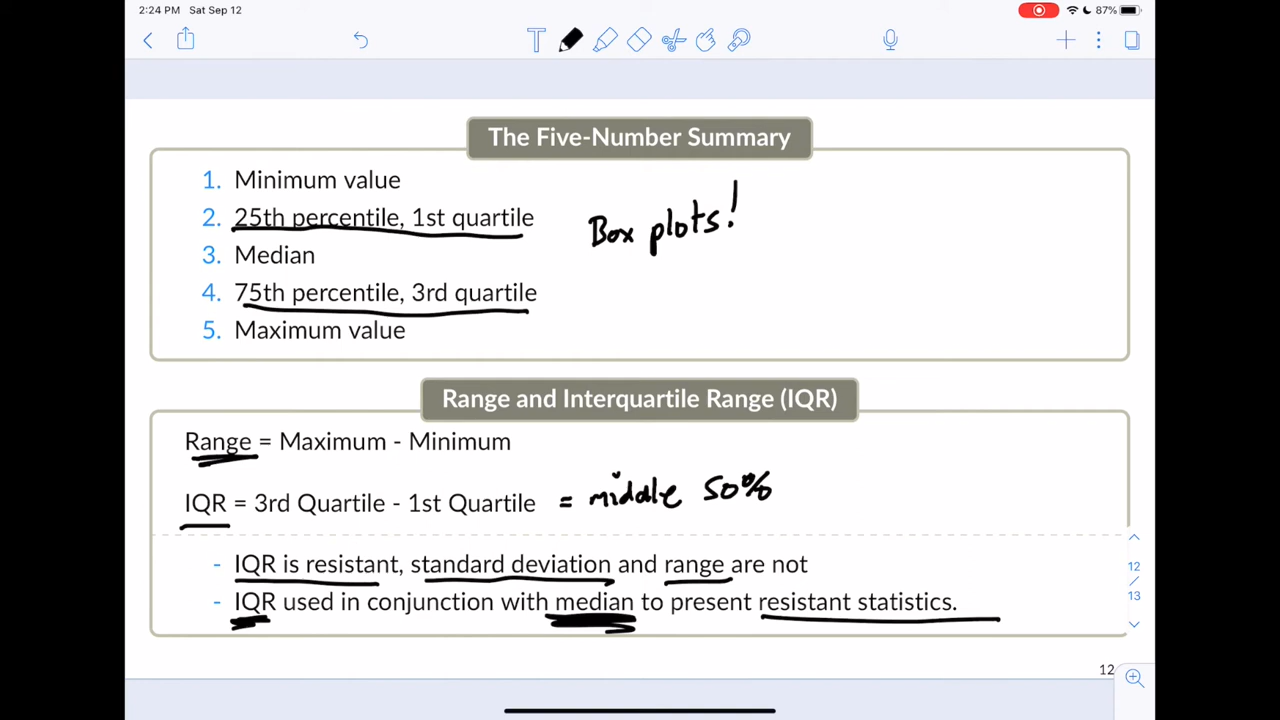 2:24 PM Sat Sep 12
87%
T
The Five-Number Summary
1. Minimum value
2. 25th percentile, 1st quartile
Box plots!
3. Median
4. 75th percentile, 3rd quartile
5. Maximum value
Range and Interquartile Range (IQR)
Range = Maximum - Minimum
IQR = 3rd Quartile - 1st Quartile = middle 50%
- IQR is resistant, standard deviation and range are not
- IQR used in conjunction with median to present resistant statistics.
12
/
13
12